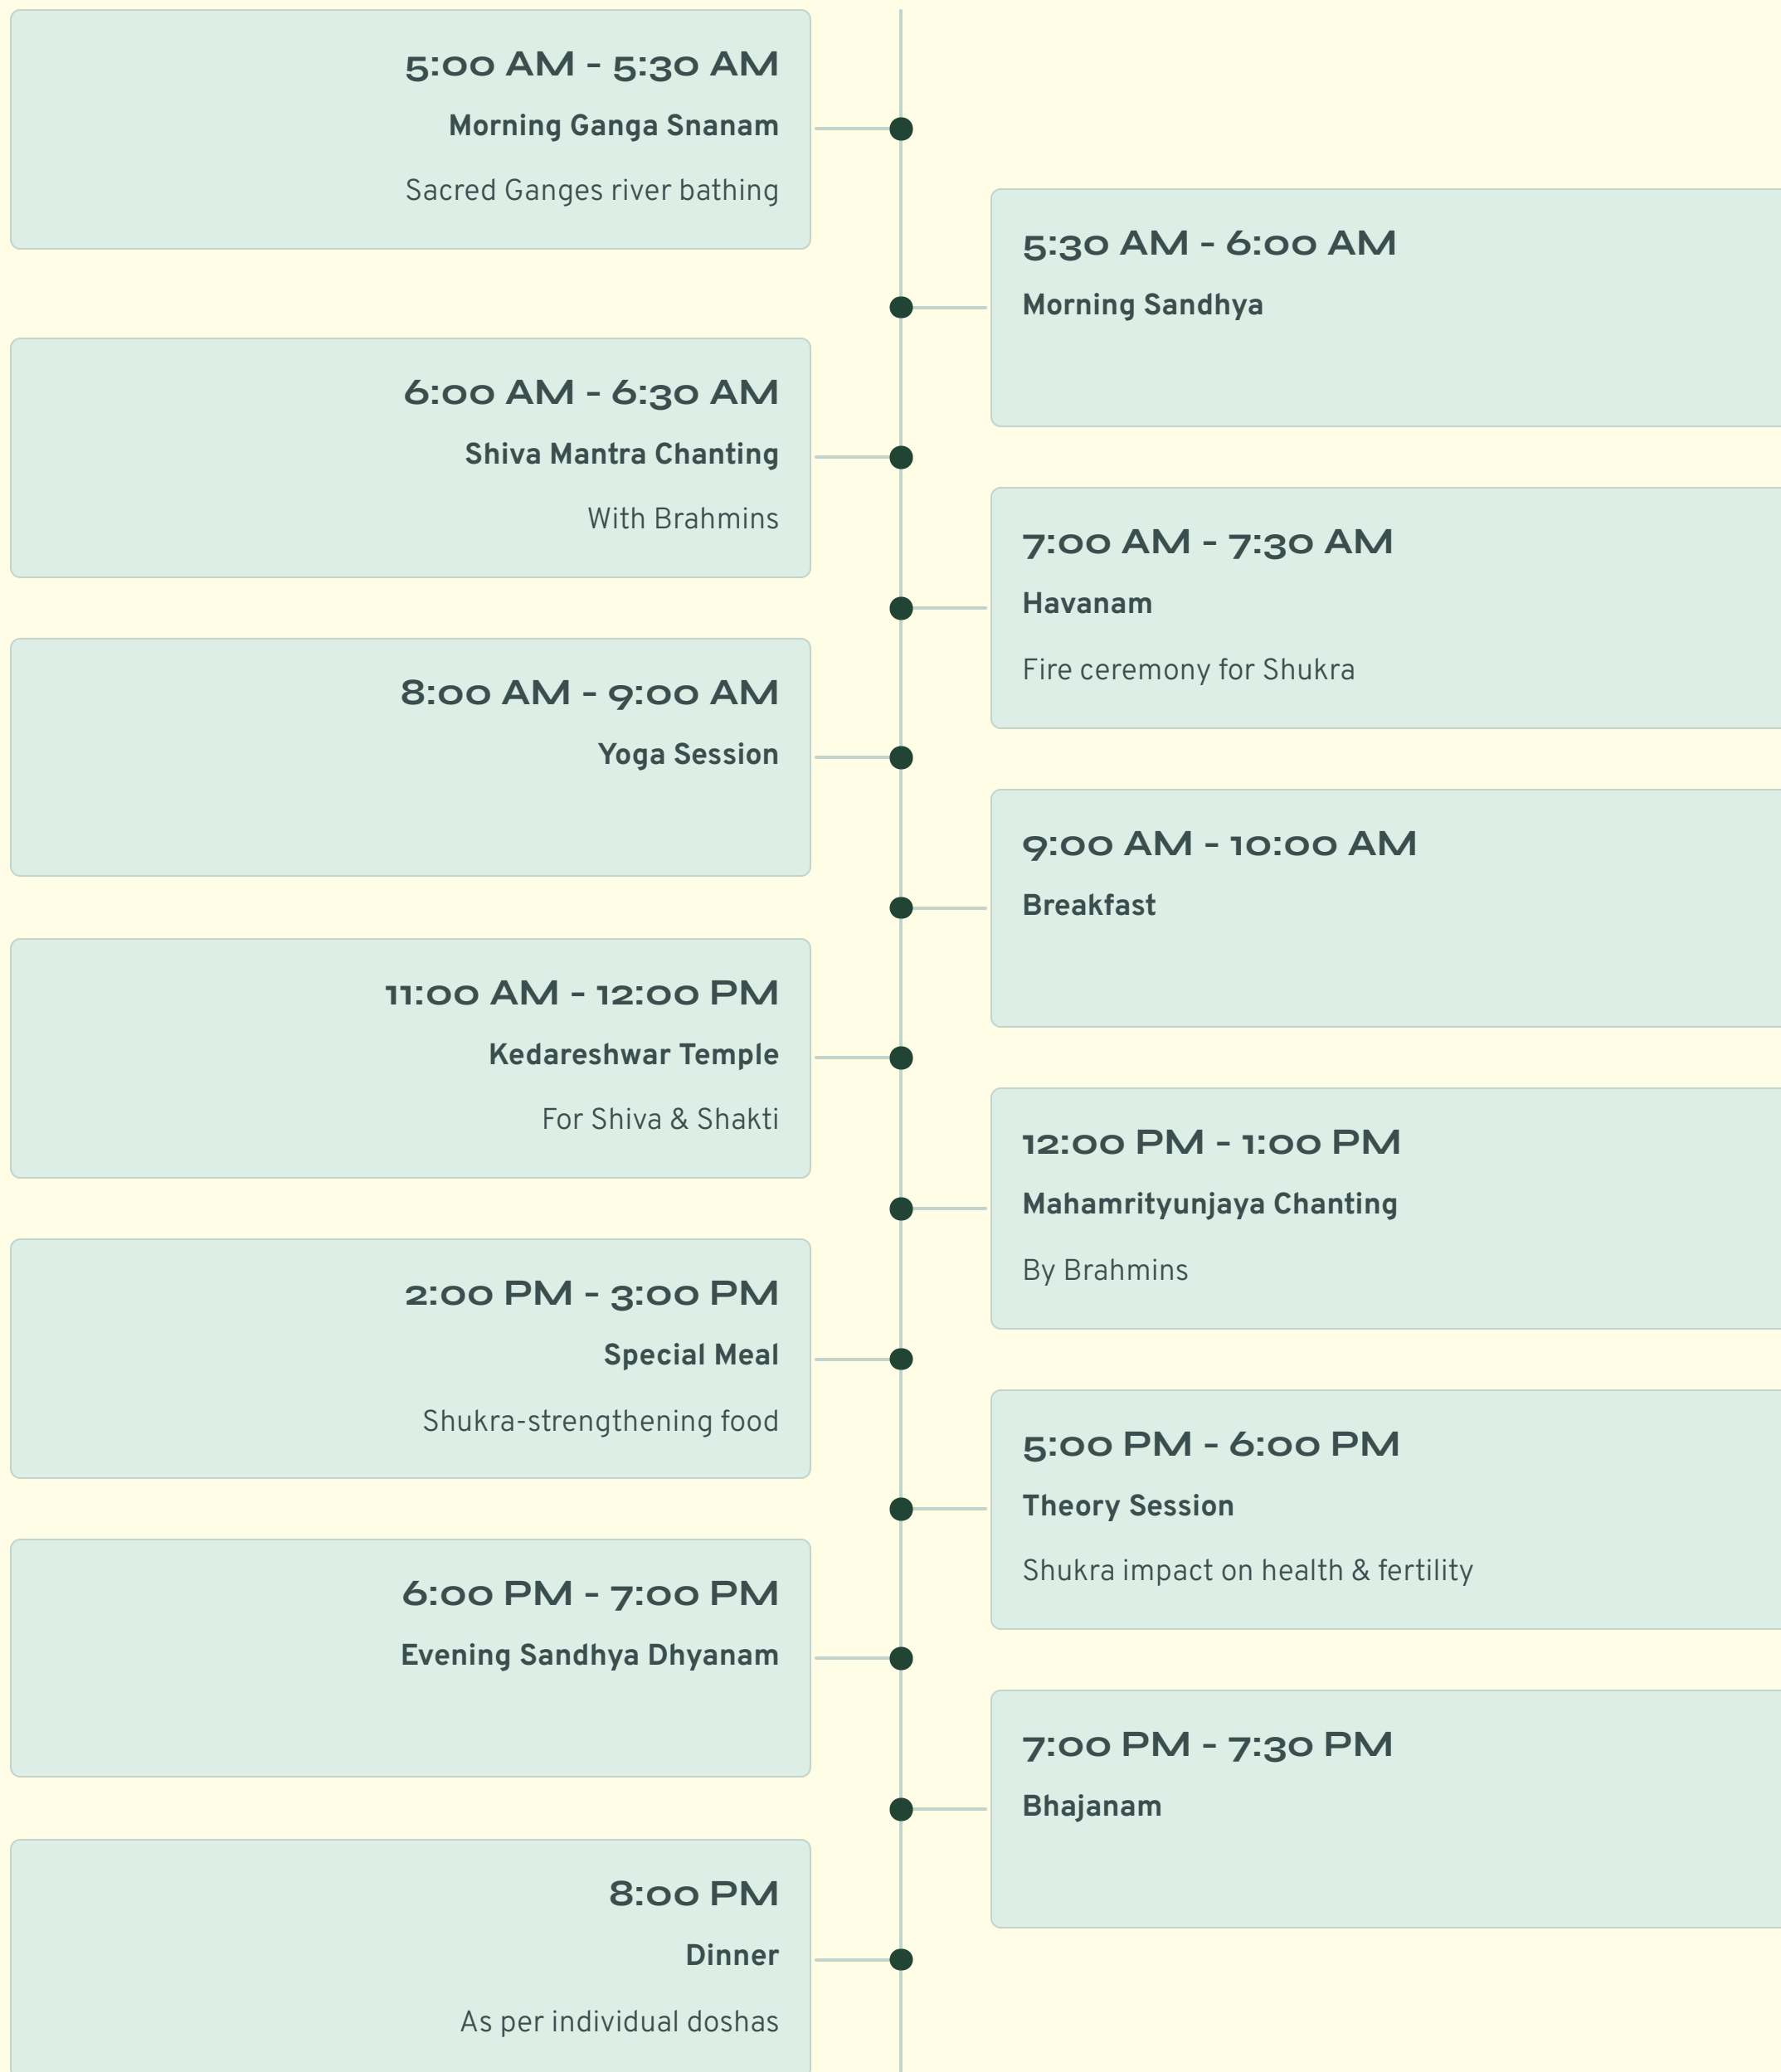 5:00 AM - 5:30 AM
Morning Ganga Snanam
Sacred Ganges river bathing
5:30 AM - 6:00 AM
Morning Sandhya
6:00 AM - 6:30 AM
Shiva Mantra Chanting
With Brahmins
7:00 AM - 7:30 AM
Havanam
Fire ceremony for Shukra
8:00 AM - 9:00 AM
Yoga Session
9:00 AM - 10:00 AM
Breakfast
11:00 AM - 12:00 PM
Kedareshwar Temple
For Shiva & Shakti
12:00 PM - 1:00 PM
Mahamrityunjaya Chanting
By Brahmins
2:00 PM - 3:00 PM
Special Meal
Shukra-strengthening food
5:00 PM - 6:00 PM
Theory Session
Shukra impact on health & fertility
6:00 PM - 7:00 PM
Evening Sandhya Dhyanam
7:00 PM - 7:30 PM
Bhajanam
8:00 PM
Dinner
As per individual doshas